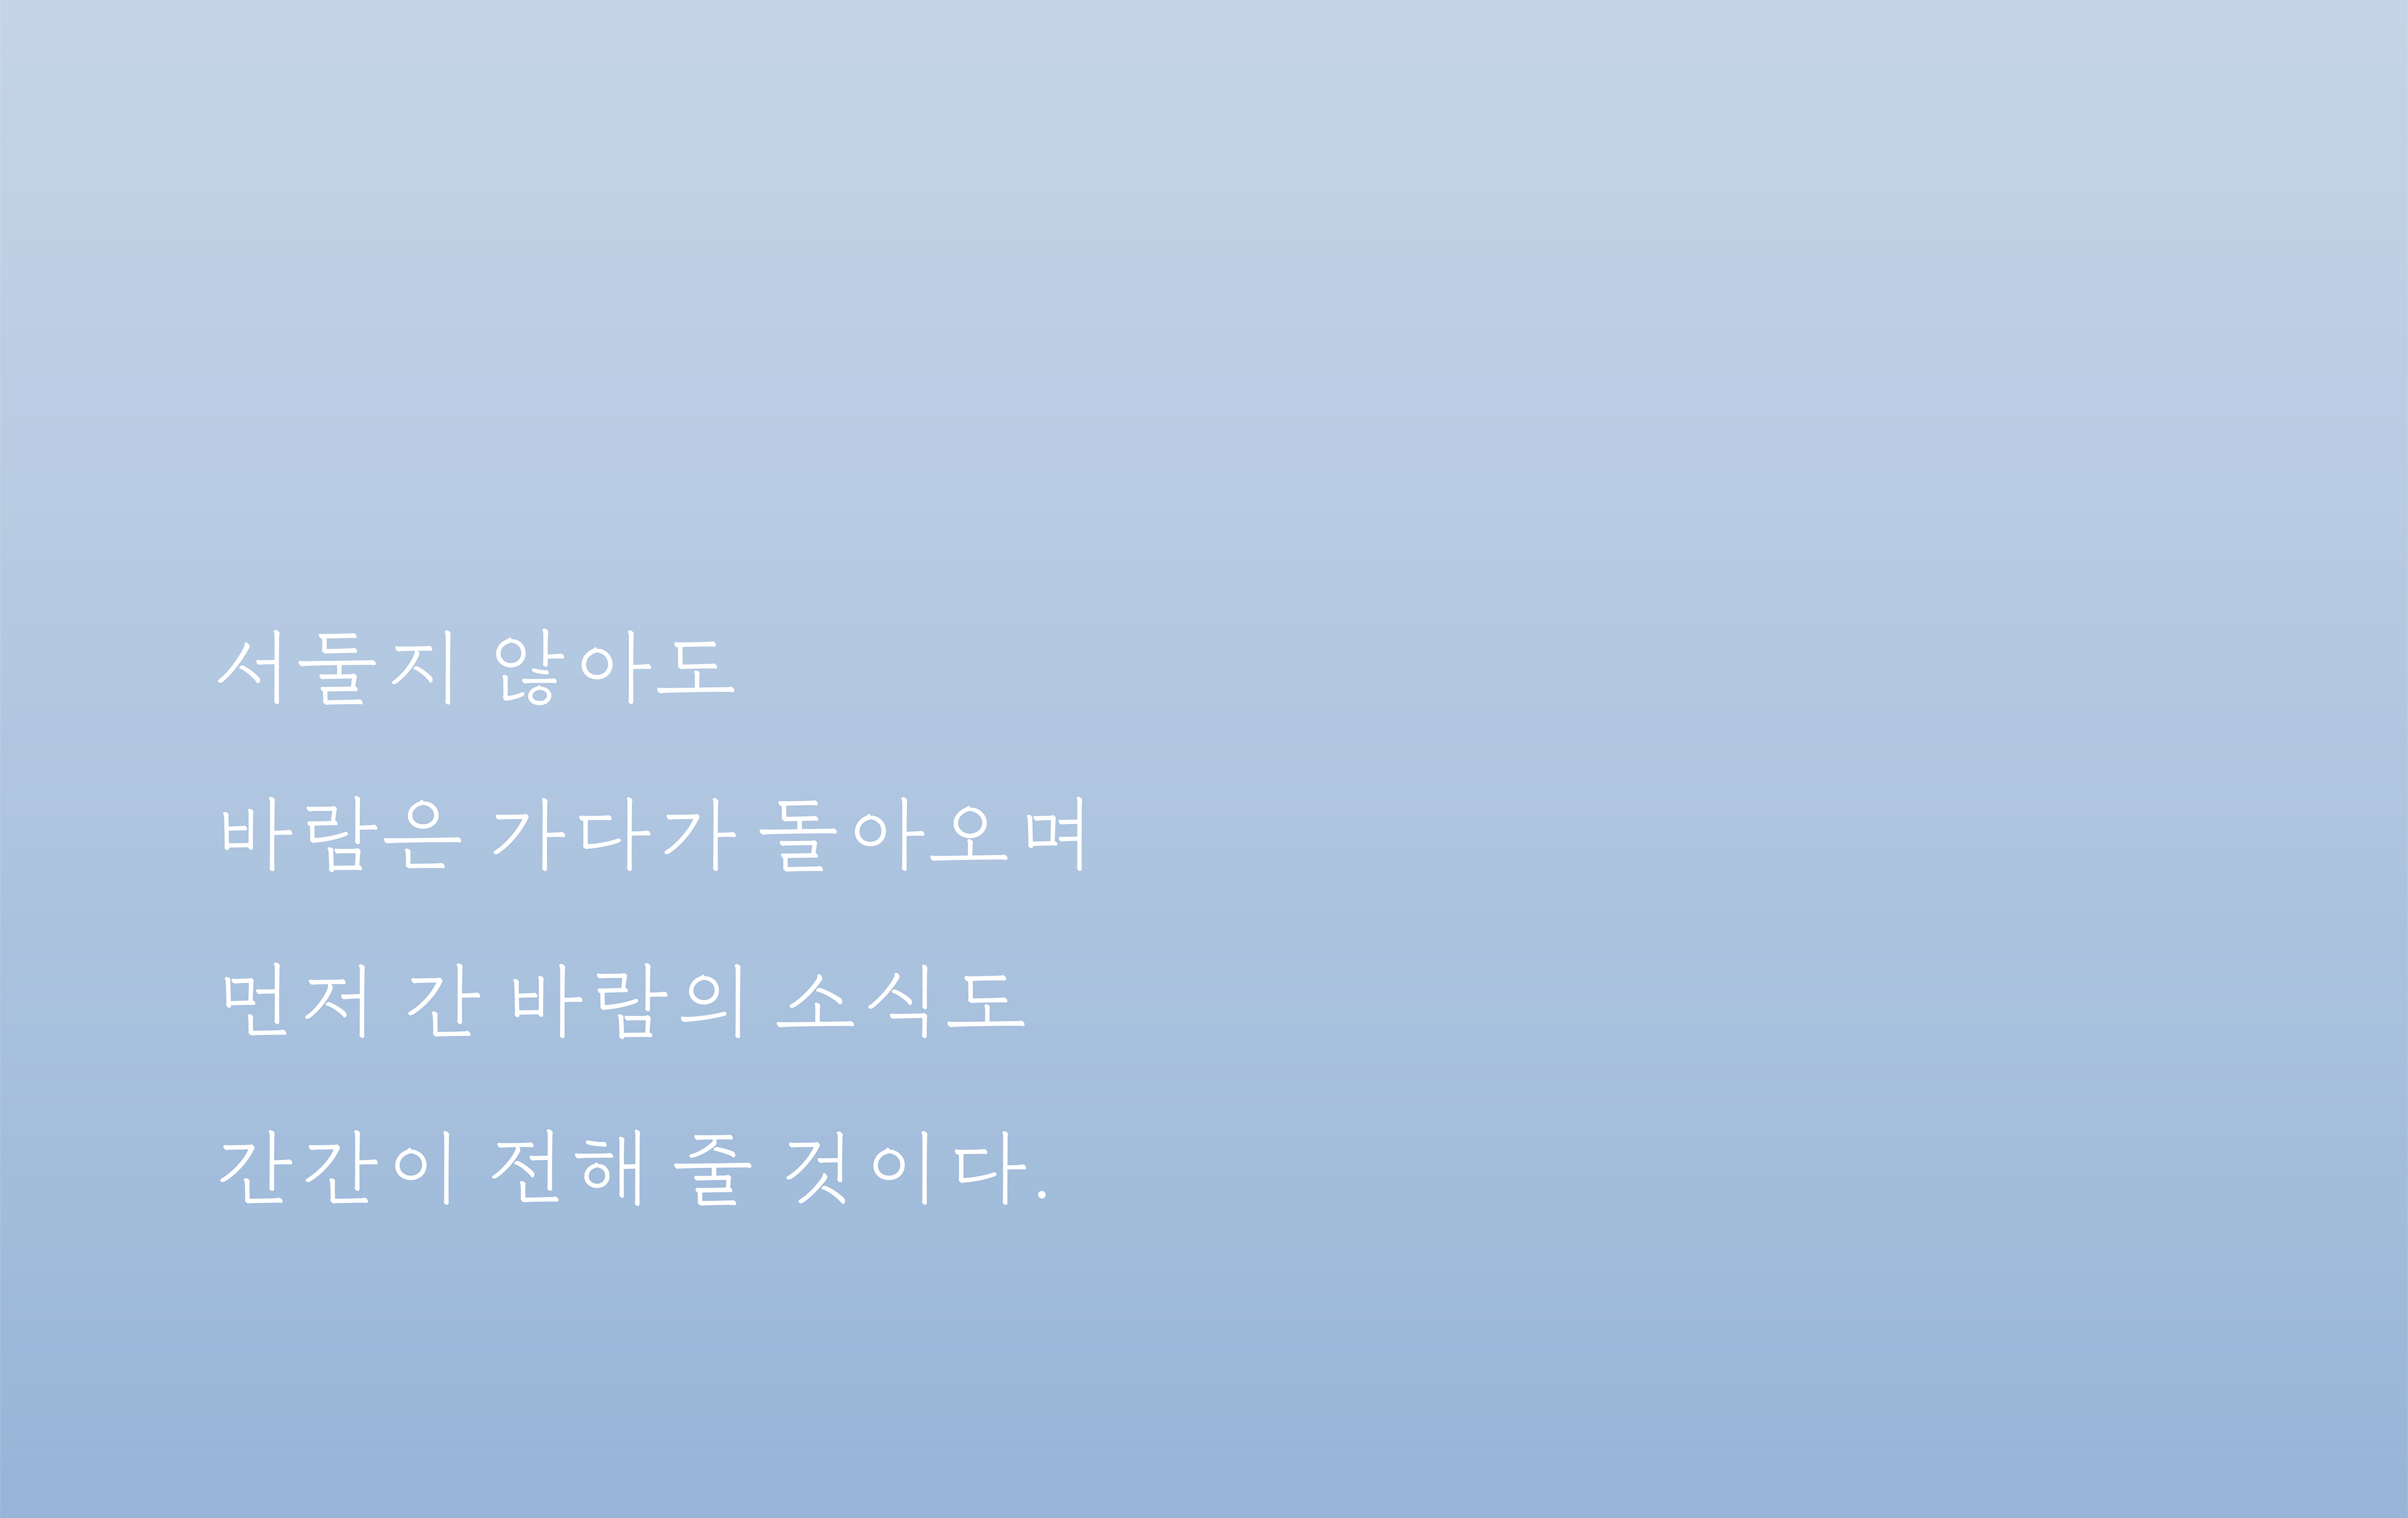 서둘지 않아도
바람은 가다가 돌아오며
먼저 간 바람의 소식도
간간이 전해 줄 것이다.